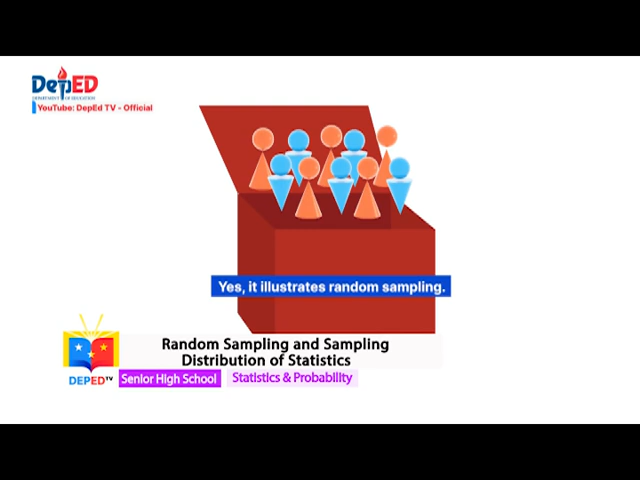 DepED
DEPARTMENT OF EDUCATION
YouTube: DepEd TV - Official
Yes, it illustrates random sampling.
Random Sampling and Sampling
Distribution of Statistics
DEPED TV
Senior High School
Statistics & Probability